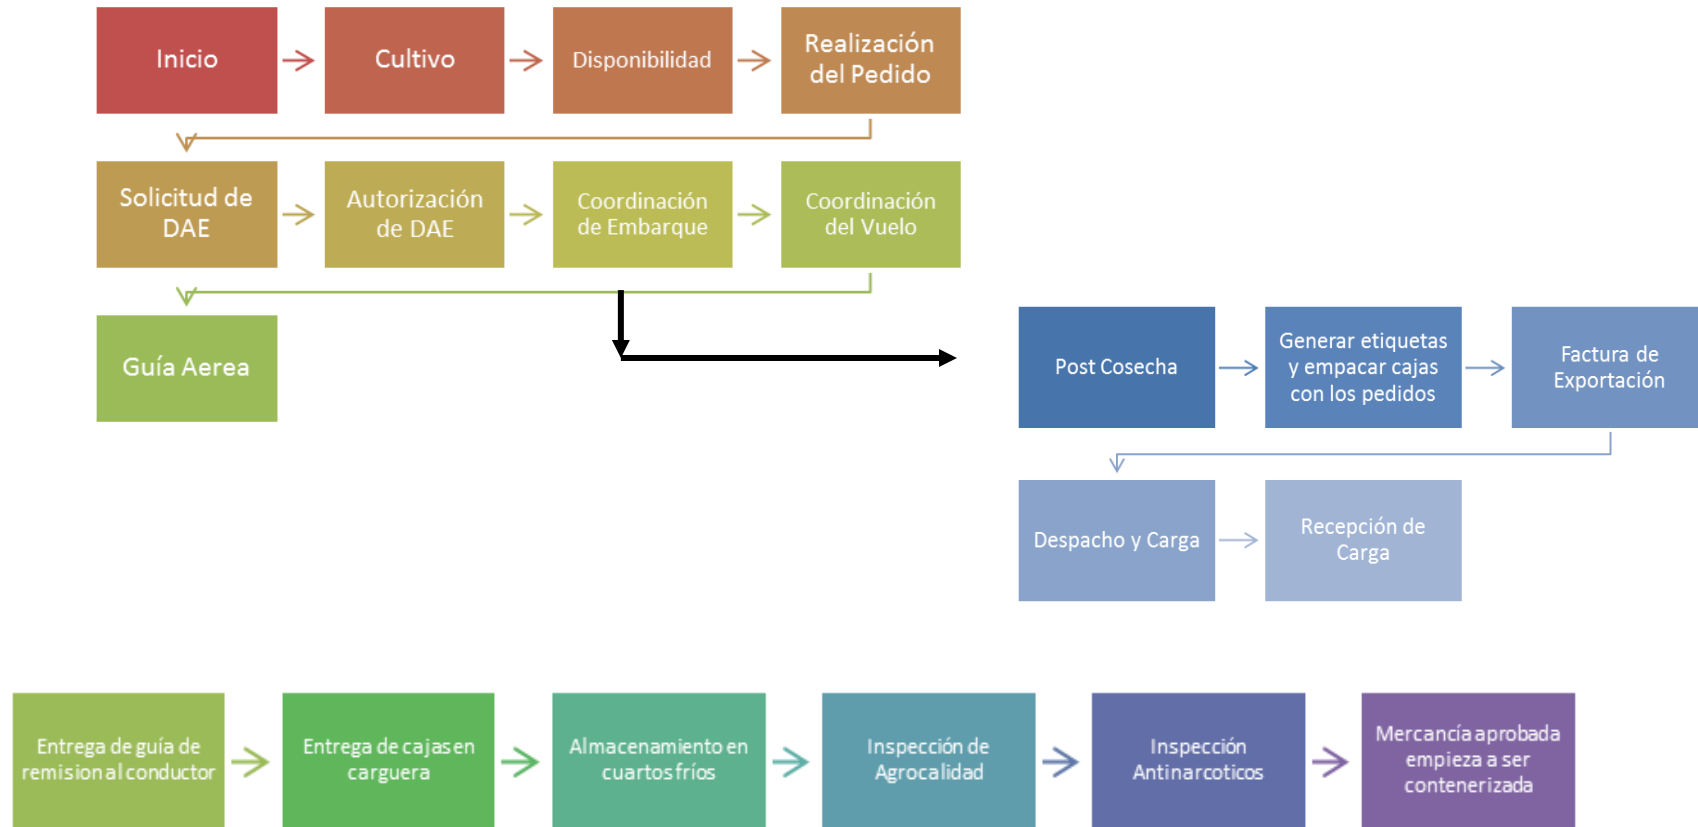 Inicio
Cultivo
Disponibilidad
Realización
del Pedido
Solicitud de
DAE
Autorización
de DAE
Coordinación
de Embarque
Coordinación
del Vuelo
Guía Aerea
Post Cosecha
Generar etiquetas
y empacar cajas
con los pedidos
Factura de
Exportación
Despacho y Carga
Recepción de
Carga
Entrega de guía de
remision al conductor
Entrega de cajas en
carguera
Almacenamiento en
cuartos fríos
Inspección de
Agrocalidad
Inspección
Antinarcoticos
Mercancía aprobada
empieza a ser
contenerizada